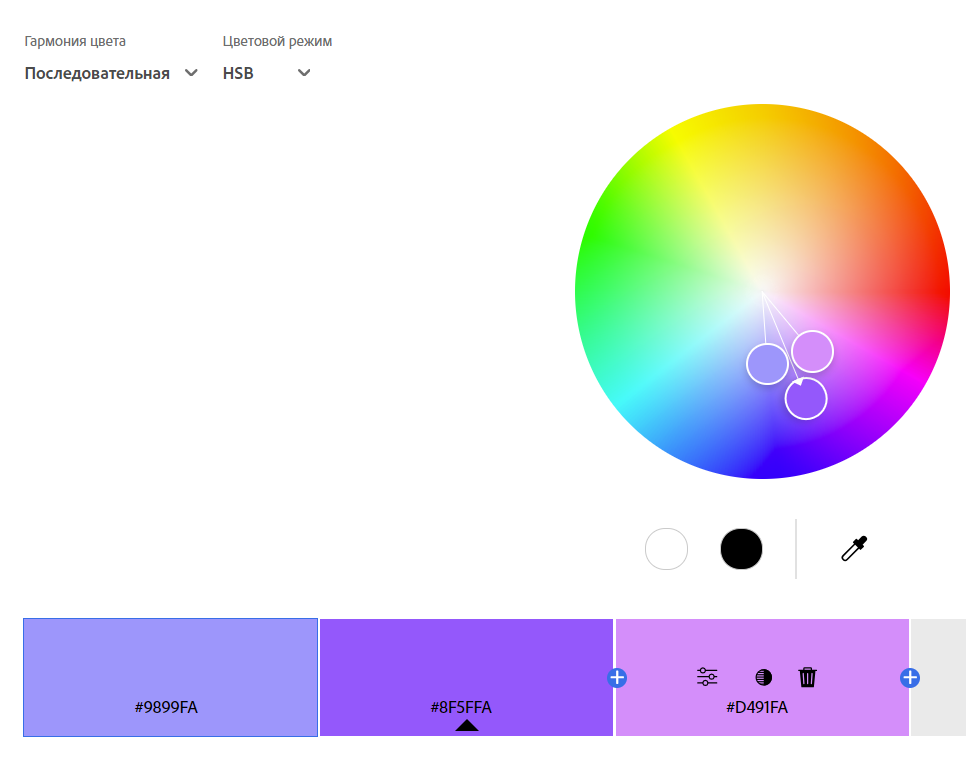 Гармония цвета Цветовой режим
Последовательная HSB
#9899FA #8F5FFA #D491FA